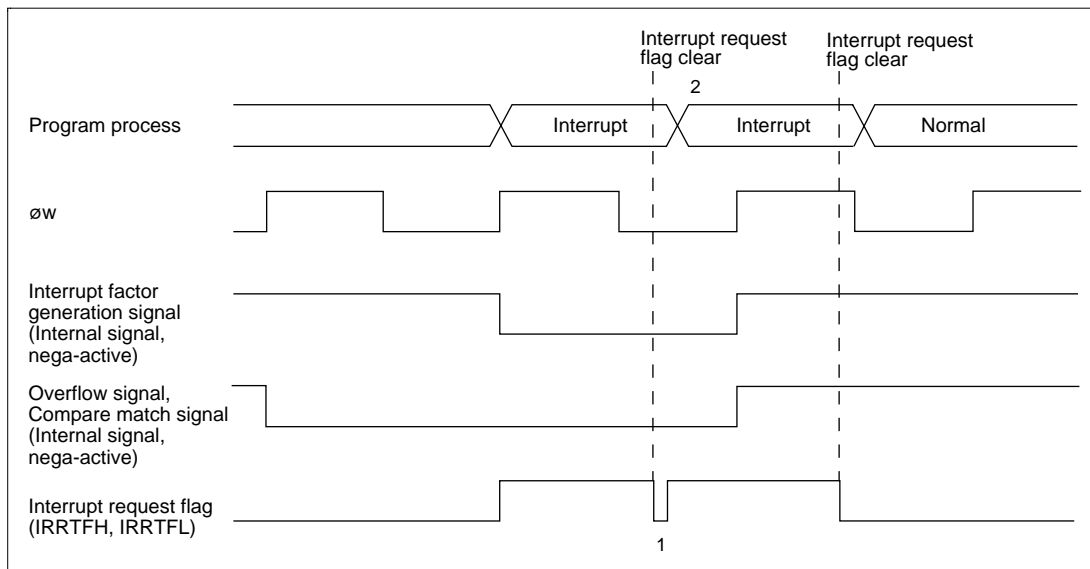 Interrupt request
flag clear
Interrupt request
flag clear
2
Program process
Interrupt
Interrupt
Normal
øw
Interrupt factor
generation signal
(Internal signal,
nega-active)
Overflow signal,
Compare match signal
(Internal signal,
nega-active)
Interrupt request flag
(IRRTFH, IRRTFL)
1